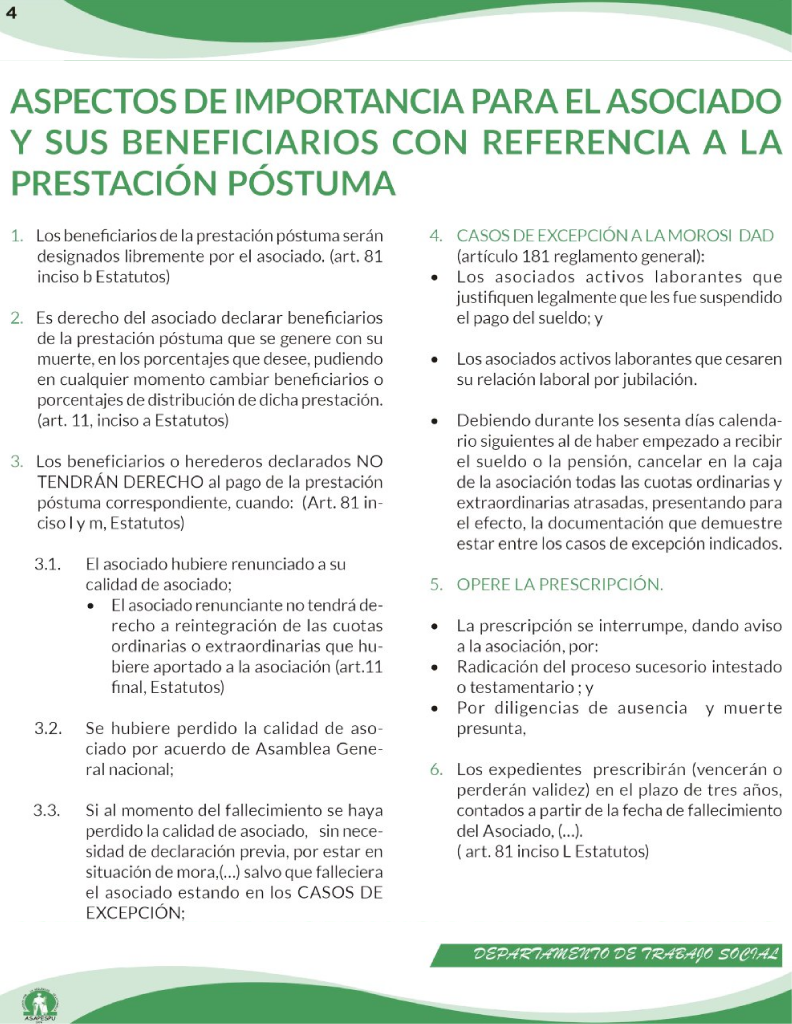 4
ASPECTOS DE IMPORTANCIA PARA EL ASOCIADO
Y SUS BENEFICIARIOS CON REFERENCIA A LA
PRESTACIÓN PÓSTUMA
1. Los beneficiarios de la prestación póstuma serán
designados libremente por el asociado. (art. 81
inciso b Estatutos)
2. Es derecho del asociado declarar beneficiarios
de la prestación póstuma que se genere con su
muerte, en los porcentajes que desee, pudiendo
en cualquier momento cambiar beneficiarios o
porcentajes de distribución de dicha prestación.
(art. 11, inciso a Estatutos)
3. Los beneficiarios o herederos declarados NO
TENDRÁN DERECHO al pago de la prestación
póstuma correspondiente, cuando: (Art. 81 in-
ciso l y m, Estatutos)
3.1. El asociado hubiere renunciado a su
calidad de asociado;
• El asociado renunciante no tendrá de-
recho a reintegración de las cuotas
ordinarias o extraordinarias que hu-
biere aportado a la asociación (art.11
final, Estatutos)
3.2. Se hubiere perdido la calidad de aso-
ciado por acuerdo de Asamblea Gene-
ral nacional;
3.3. Si al momento del fallecimiento se haya
perdido la calidad de asociado, sin nece-
sidad de declaración previa, por estar en
situación de mora,(...) salvo que falleciera
el asociado estando en los CASOS DE
EXCEPCIÓN;
4. CASOS DE EXCEPCIÓN A LA MOROSI DAD
(artículo 181 reglamento general):
• Los asociados activos laborantes que
justifiquen legalmente que les fue suspendido
el pago del sueldo; y
• Los asociados activos laborantes que cesaren
su relación laboral por jubilación.
• Debiendo durante los sesenta días calenda-
rio siguientes al de haber empezado a recibir
el sueldo o la pensión, cancelar en la caja
de la asociación todas las cuotas ordinarias y
extraordinarias atrasadas, presentando para
el efecto, la documentación que demuestre
estar entre los casos de excepción indicados.
5. OPERE LA PRESCRIPCIÓN.
• La prescripción se interrumpe, dando aviso
a la asociación, por:
• Radicación del proceso sucesorio intestado
o testamentario ; y
• Por diligencias de ausencia y muerte
presunta,
6. Los expedientes prescribirán (vencerán o
perderán validez) en el plazo de tres años,
contados a partir de la fecha de fallecimiento
del Asociado, (...).
( art. 81 inciso L Estatutos)
DEPARTAMENTO DE TRABAJO SOCIAL
ASAPESPU